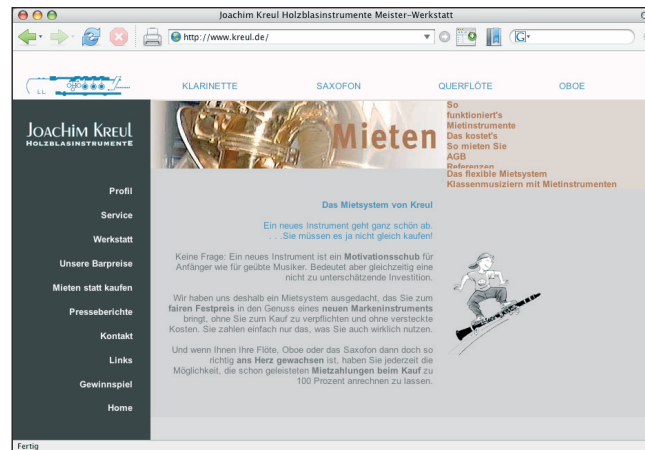 Joachim Kreul Holzblasinstrumente Meister-Werkstatt
http://www.kreul.de/
G
KLARINETTE SAXOFON QUERFLÖTE OBOE
JOACHIM KREUL
HOLZBLASINSTRUMENTE
Mieten
So
funktioniert's
Mietinstrumente
Das kostet's
So mieten Sie
AGB
Referenzen
Das flexible Mietsystem
Klassenmusiziern mit Mietinstrumenten
Profil
Service
Werkstatt
Unsere Barpreise
Mieten statt kaufen
Presseberichte
Kontakt
Links
Gewinnspiel
Home
Das Mietsystem von Kreul
Ein neues Instrument geht ganz schön ab.
. . .Sie müssen es ja nicht gleich kaufen!
Keine Frage: Ein neues Instrument ist ein Motivationsschub für
Anfänger wie für geübte Musiker. Bedeutet aber gleichzeitig eine
nicht zu unterschätzende Investition.
Wir haben uns deshalb ein Mietsystem ausgedacht, das Sie zum
fairen Festpreis in den Genuss eines neuen Markeninstruments
bringt, ohne Sie zum Kauf zu verpflichten und ohne versteckte
Kosten. Sie zahlen einfach nur das, was Sie auch wirklich nutzen.
Und wenn Ihnen Ihre Flöte, Oboe oder das Saxofon dann doch so
richtig ans Herz gewachsen ist, haben Sie jederzeit die
Möglichkeit, die schon geleisteten Mietzahlungen beim Kauf zu
100 Prozent anrechnen zu lassen.
Fertig